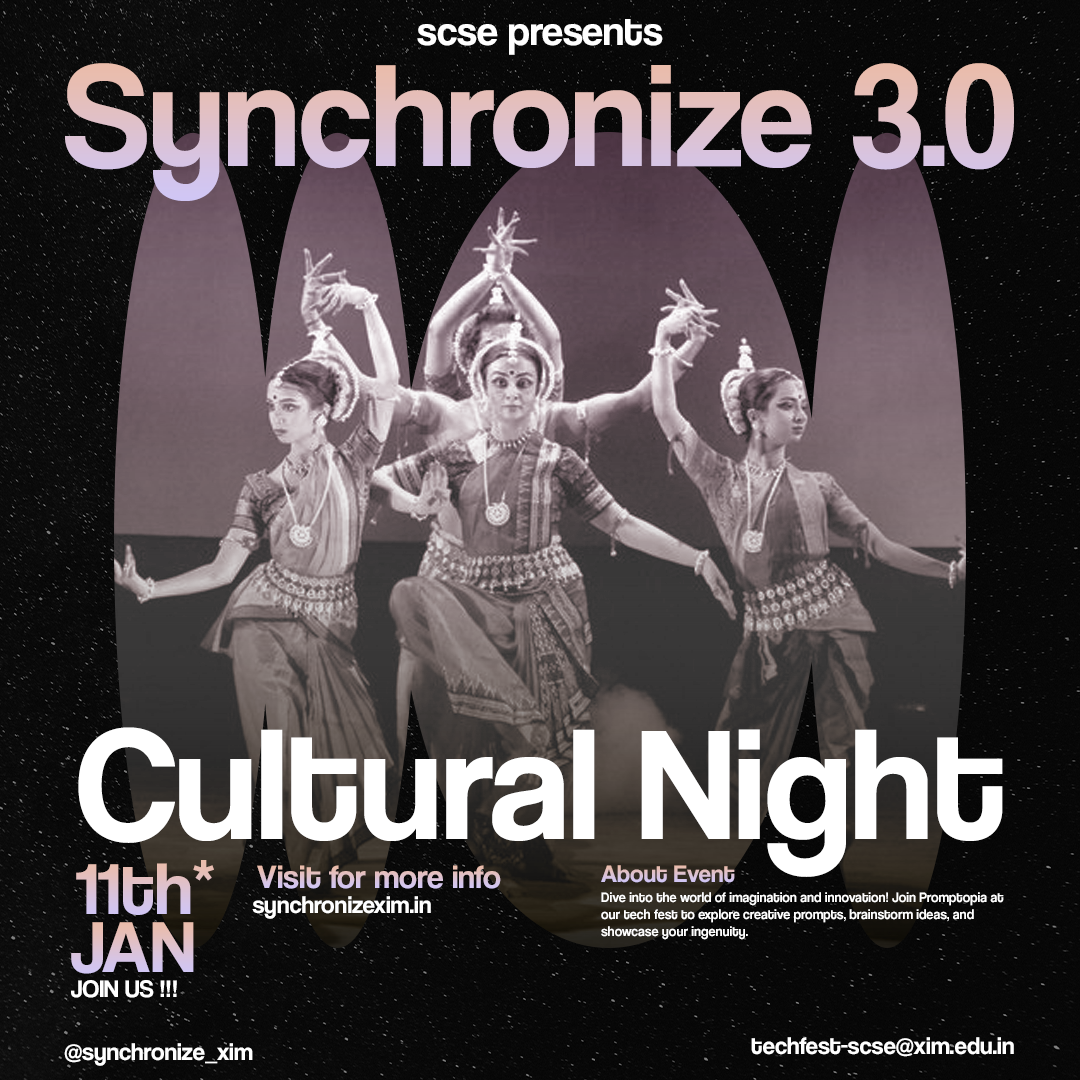 scse presents
Synchronize 3.0
Cultural Night
11th*
JAN
JOIN US !!!
Visit for more info
synchronizexim.in
About Event
Dive into the world of imagination and innovation! Join Promptopia at
our tech fest to explore creative prompts, brainstorm ideas, and
showcase your ingenuity.
@synchronize_xim
techfest-scse@xim.edu.in